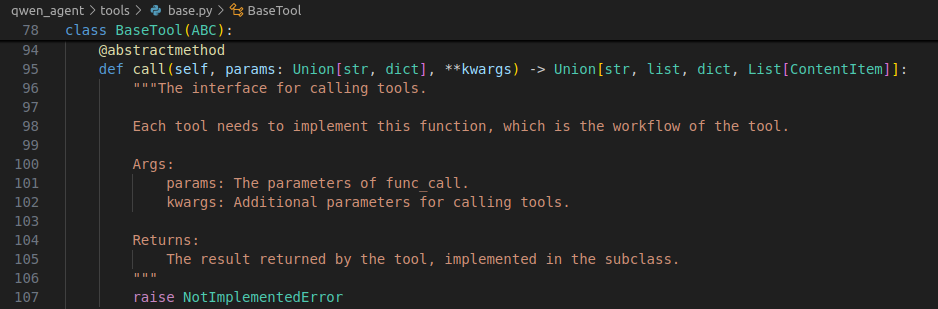 qwen_agent > tools > base.py > BaseTool
78 class BaseTool(ABC):
94 @abstractmethod
95 def call(self, params: Union[str, dict], **kwargs) -> Union[str, list, dict, List[ContentItem]]:
96 """The interface for calling tools.
97
98 Each tool needs to implement this function, which is the workflow of the tool.
99
100 Args:
101 params: The parameters of func_call.
102 kwargs: Additional parameters for calling tools.
103
104 Returns:
105 The result returned by the tool, implemented in the subclass.
106 """
107 raise NotImplementedError